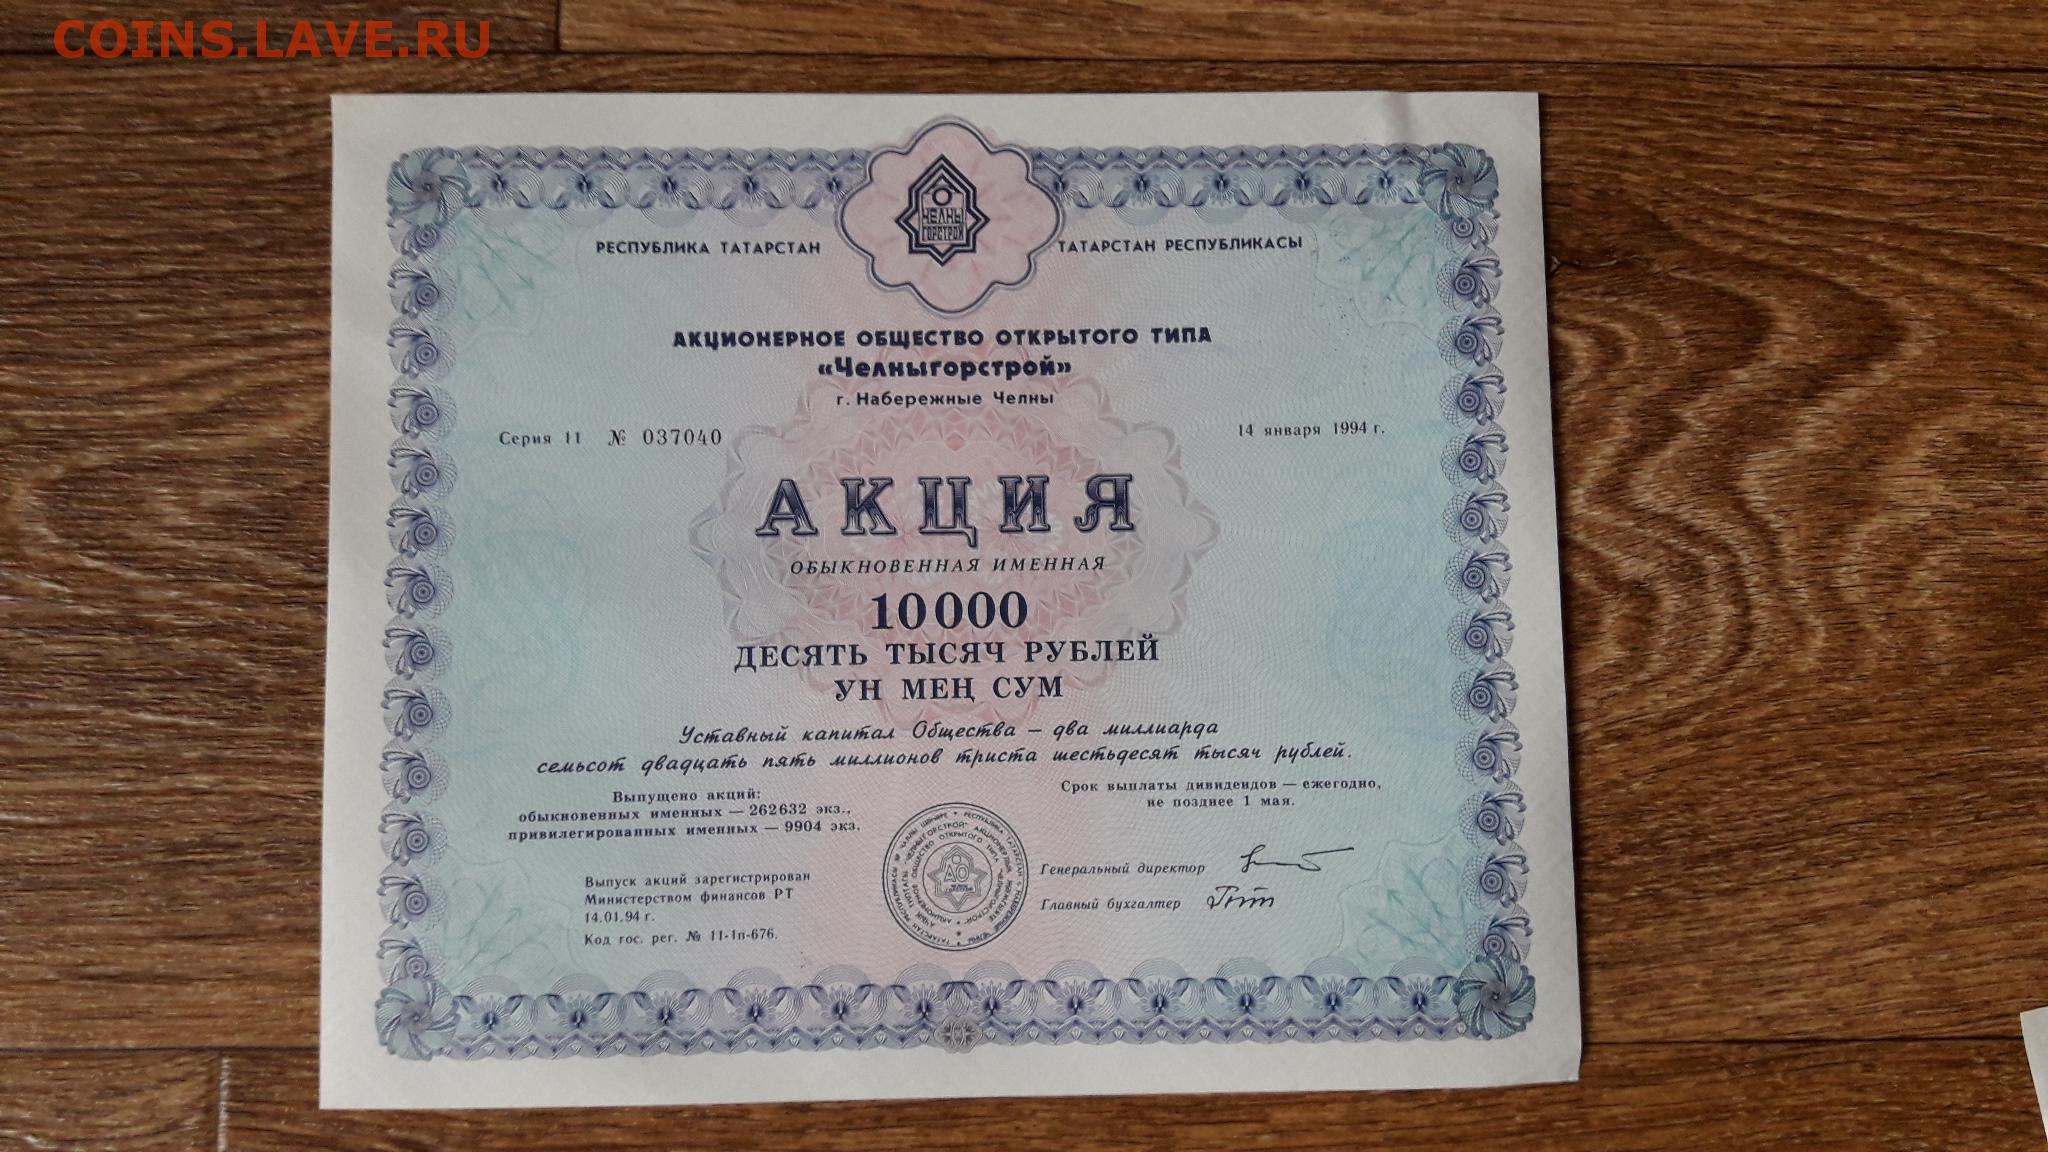 COINS.LAVE.RU
ЧЕЛНЫ
ГОРСТРОЙ
РЕСПУБЛИКА ТАТАРСТАН
ТАТАРСТАН РЕСПУБЛИКАСЫ
АКЦИОНЕРНОЕ ОБЩЕСТВО ОТКРЫТОГО ТИПА
«Челныгорстрой»
г. Набережные Челны
Серия 11 № 037040
14 января 1994 г.
АКЦИЯ
ОБЫКНОВЕННАЯ ИМЕННАЯ
10 000
ДЕСЯТЬ ТЫСЯЧ РУБЛЕЙ
УН МЕҢ СУМ
Уставный капитал Общества — два миллиарда
семьсот двадцать пять миллионов триста шестьдесят тысяч рублей.
Выпущено акций:
обыкновенных именных — 262632 экз.,
привилегированных именных — 9904 экз.
Срок выплаты дивидендов — ежегодно,
не позднее 1 мая.
Выпуск акций зарегистрирован
Министерством финансов РТ
14.01.94 г.
Код гос. рег. № 11-1п-676.
АО
Генеральный директор
Главный бухгалтер